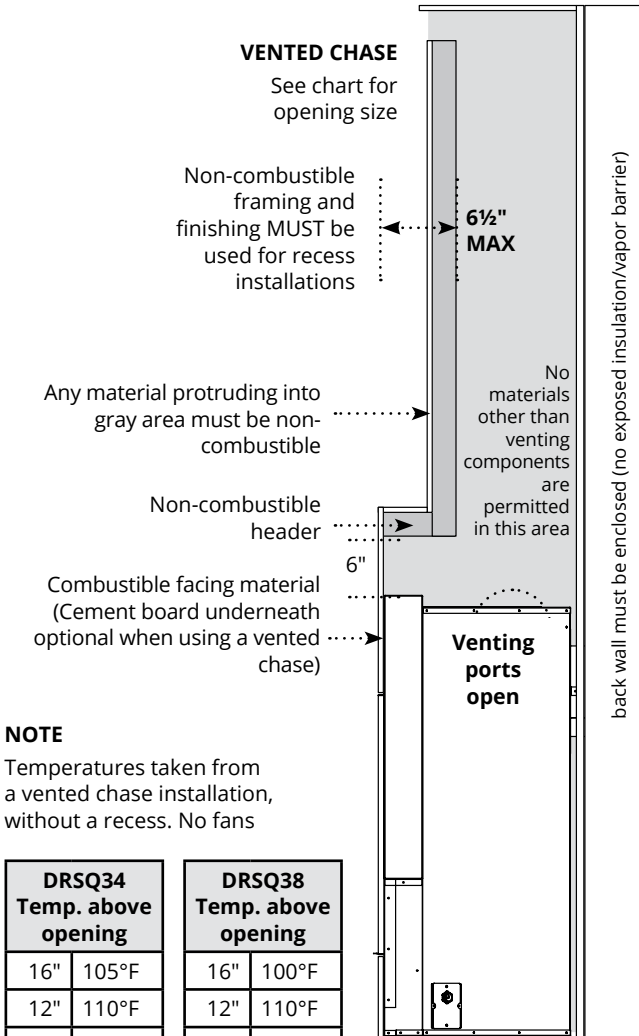 VENTED CHASE
See chart for
opening size
Non-combustible
framing and
finishing MUST be
used for recess
installations
6½"
MAX
Any material protruding into
gray area must be non-
combustible
No
materials
other than
venting
components
are
permitted
in this area
Non-combustible
header
6"
Combustible facing material
(Cement board underneath
optional when using a vented
chase)
Venting
ports
open
back wall must be enclosed (no exposed insulation/vapor barrier)
NOTE
Temperatures taken from
a vented chase installation,
without a recess. No fans
DRSQ34
Temp. above
opening
16" 105°F
12" 110°F
DRSQ38
Temp. above
opening
16" 100°F
12" 110°F